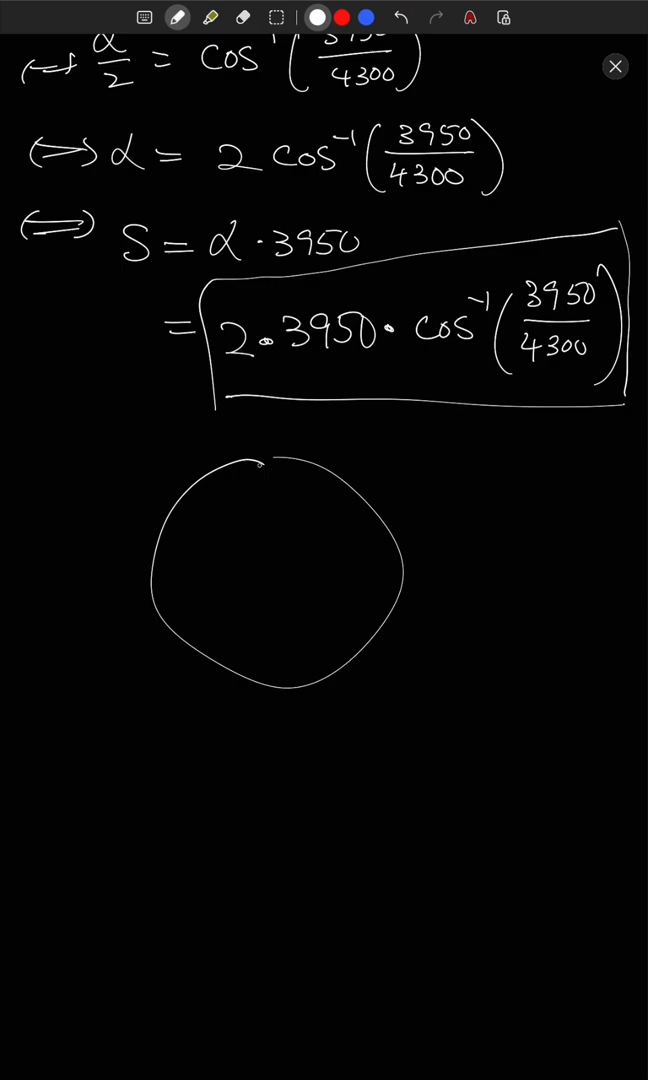 ⟺ α/2 = cos⁻¹(3950/4300)
⟺ α = 2 cos⁻¹(3950/4300)
⟺ S = α · 3950
= 2 · 3950 · cos⁻¹(3950/4300)